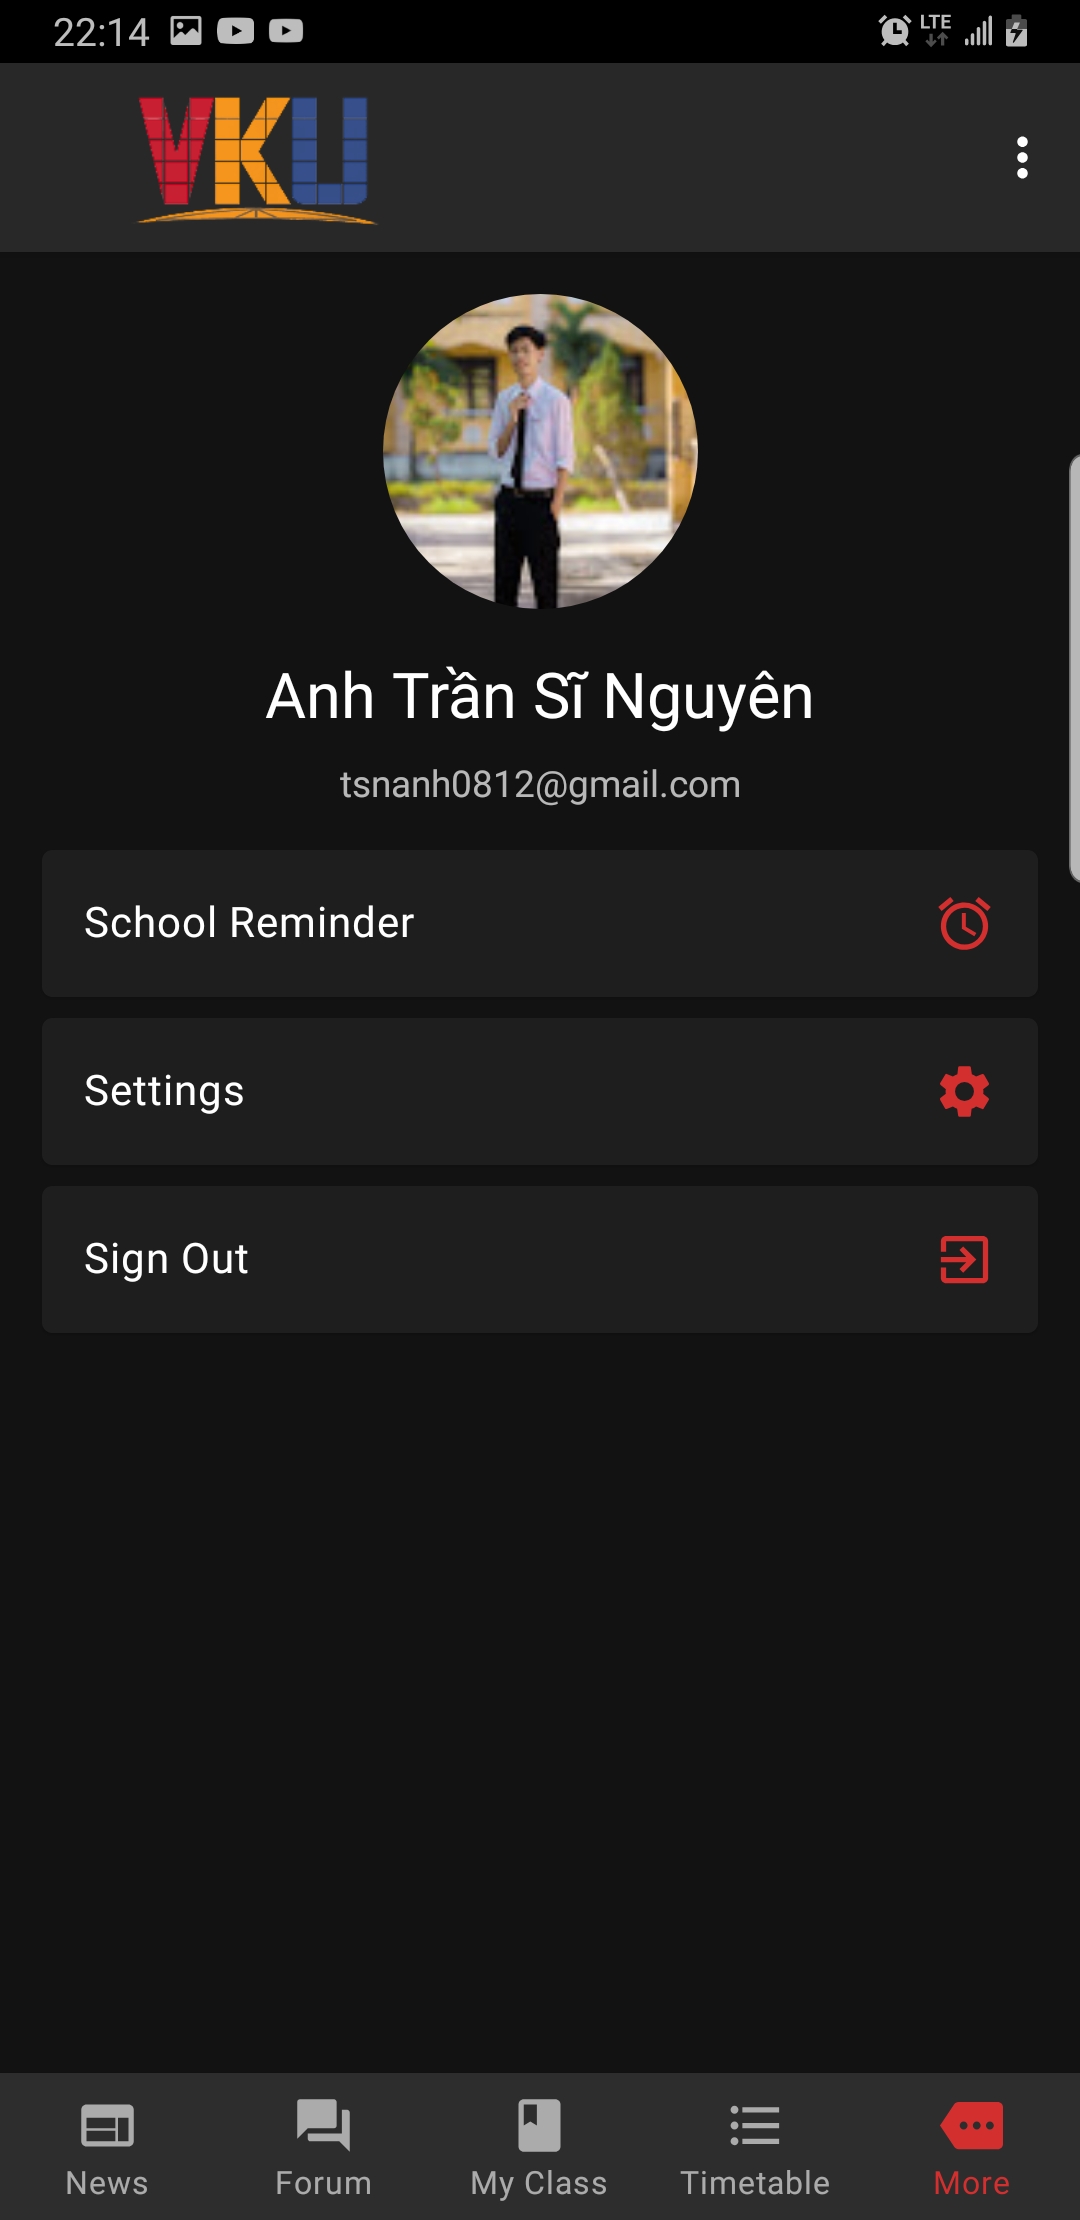 22:14 LTE
VKU
Anh Trần Sĩ Nguyên
tsnanh0812@gmail.com
School Reminder
Settings
Sign Out
News Forum My Class Timetable More